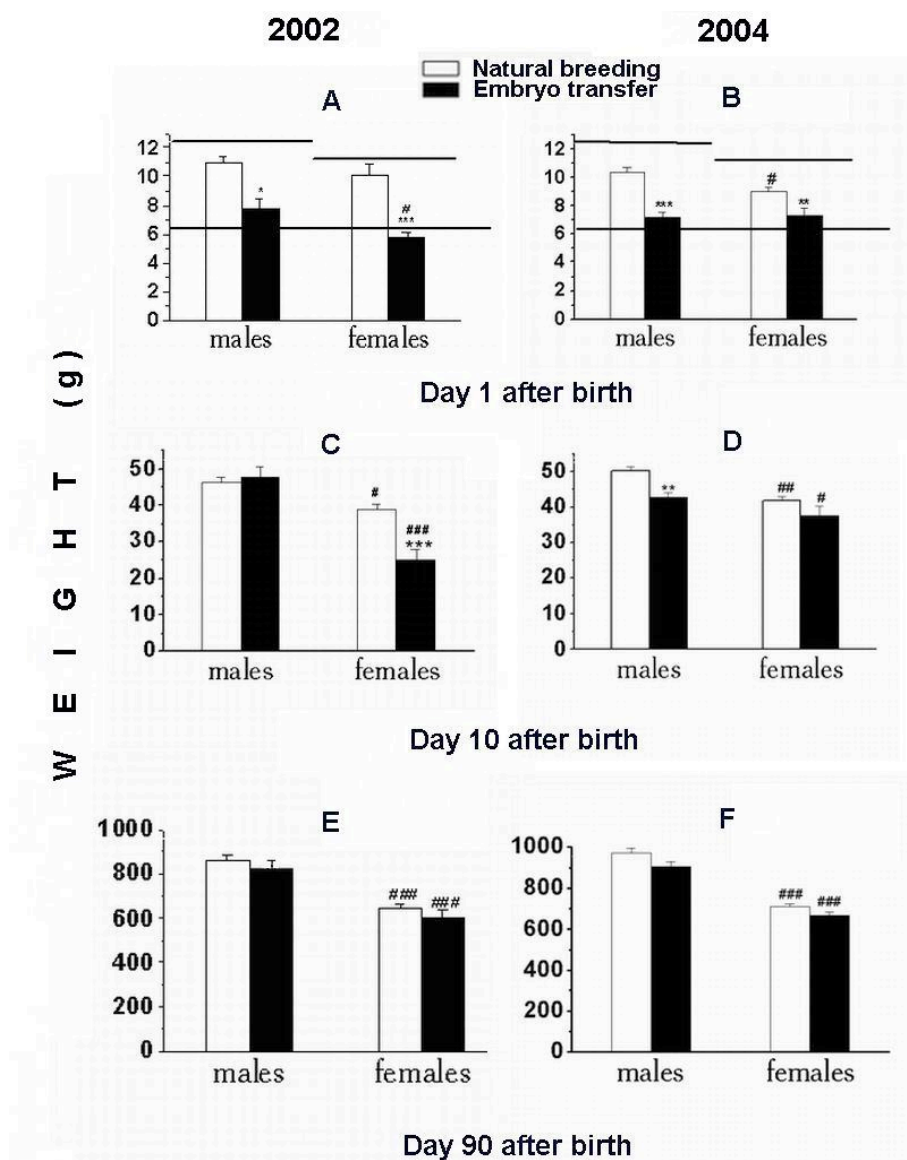 2002 2004
Natural breeding
Embryo transfer
A B
12 12
10 10
8 8
6 6
4 4
2 2
0 0
* # *** *** # **
males females males females
Day 1 after birth
C D
50 50
40 40
30 30
20 20
10 10
0 0
# ### *** ** ## #
males females males females
Day 10 after birth
E F
1000 1000
800 800
600 600
400 400
200 200
0 0
### ### ### ###
males females males females
Day 90 after birth
WEIGHT (g)